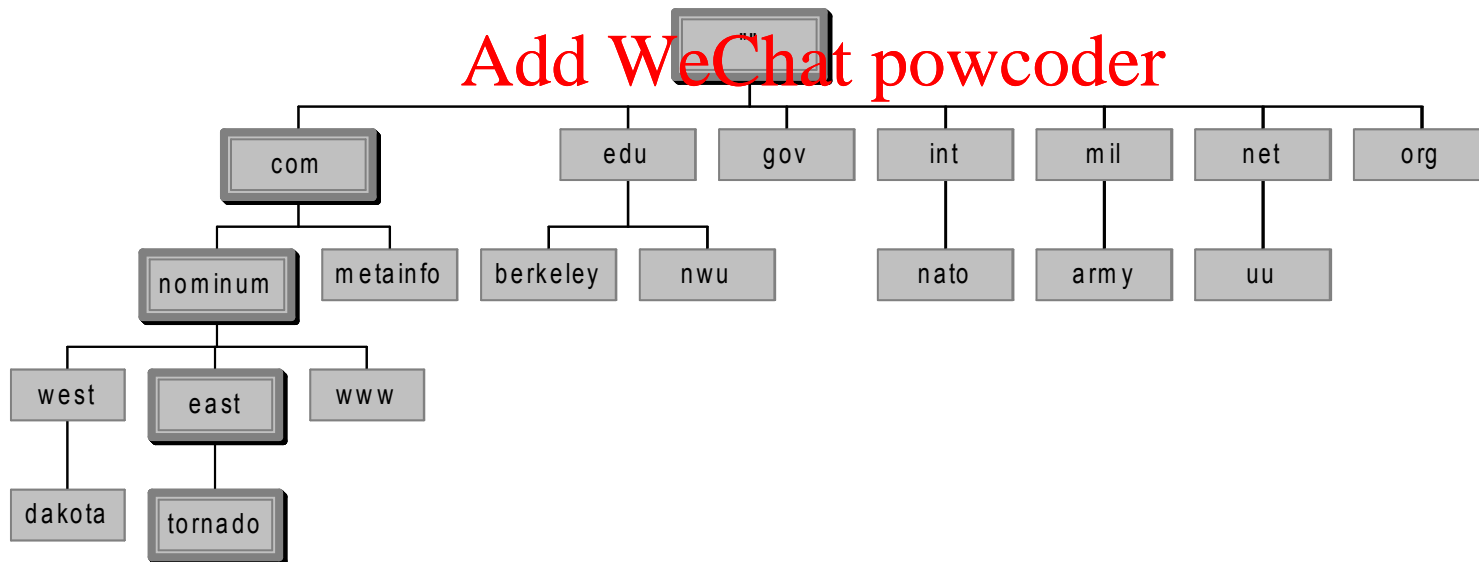 ""
Add WeChat powcoder
com edu gov int mil net org
nominum metainfo berkeley nwu nato army uu
west east www
dakota tornado